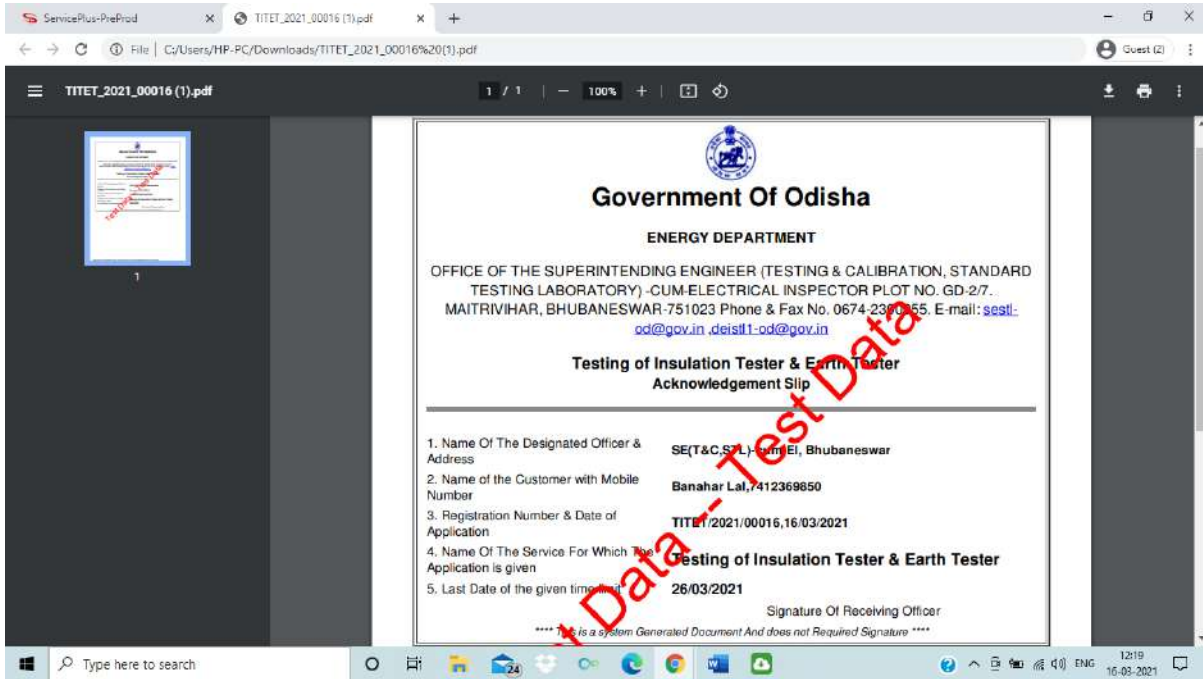 ServicePlus-PreProd
TITET_2021_00016 (1).pdf
File | C:/Users/HP-PC/Downloads/TITET_2021_00016%20(1).pdf
Guest (2)
TITET_2021_00016 (1).pdf
1 / 1
100%
1
Government Of Odisha
ENERGY DEPARTMENT
OFFICE OF THE SUPERINTENDING ENGINEER (TESTING & CALIBRATION, STANDARD
TESTING LABORATORY) -CUM-ELECTRICAL INSPECTOR PLOT NO. GD-2/7.
MAITRIVIHAR, BHUBANESWAR-751023 Phone & Fax No. E-mail: sestl-
od@gov.in ,deistl1-od@gov.in
Testing of Insulation Tester & Earth Tester
Acknowledgement Slip
1. Name Of The Designated Officer &
Address
SE(T&C,STL)-cum-EI, Bhubaneswar
2. Name of the Customer with Mobile
Number
Banahar Lal,7412369850
3. Registration Number & Date of
Application
TITET/2021/00016,16/03/2021
4. Name Of The Service For Which The
Application is given
Testing of Insulation Tester & Earth Tester
5. Last Date of the given time limit
26/03/2021
Signature Of Receiving Officer
**** This is a system Generated Document And does not Required Signature ****
Data -- Test Data
Type here to search
24
ENG
12:19
16-03-2021